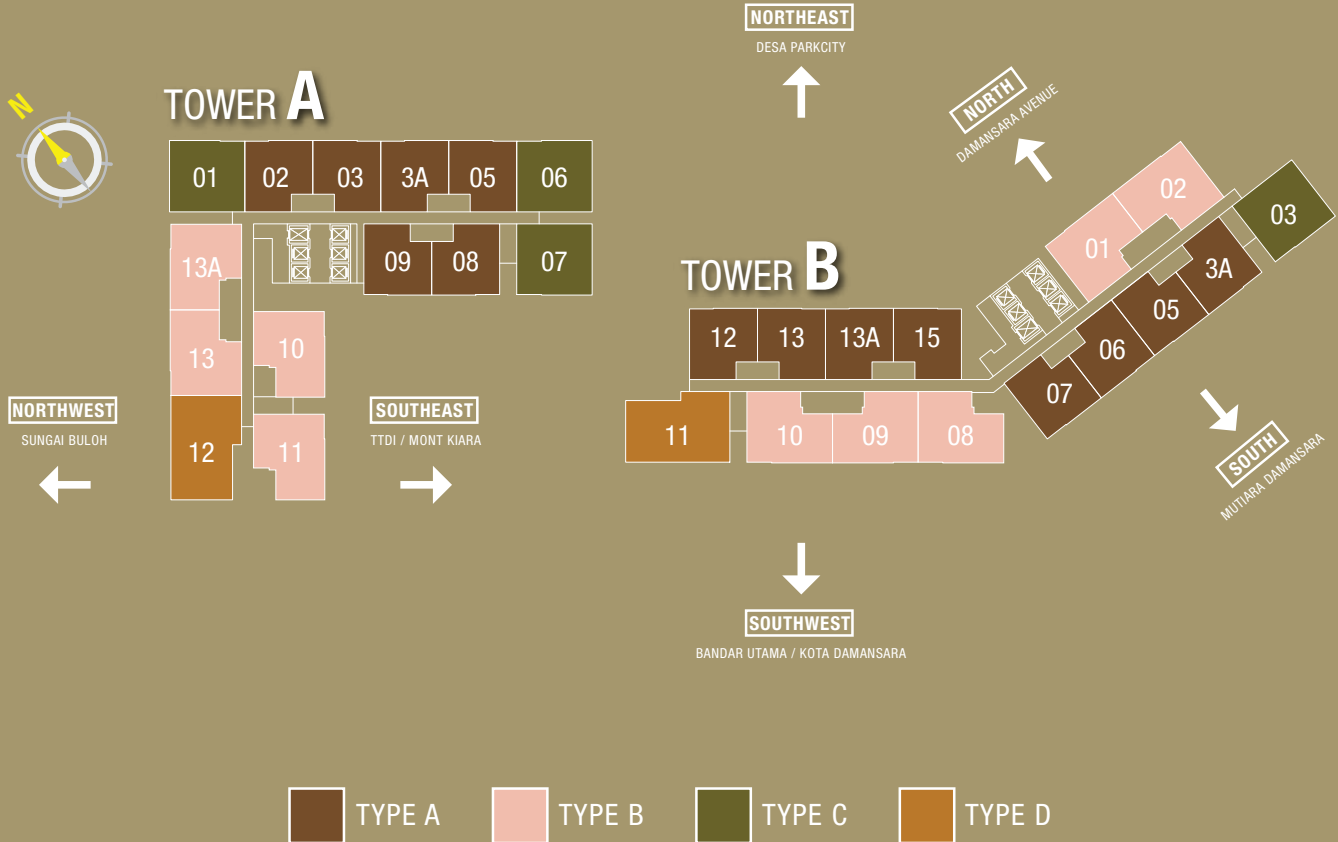 NORTHEAST
DESA PARKCITY
N
TOWER A
01 02 03 3A 05 06
13A 09 08 07
13 10
12 11
NORTHWEST
SUNGAI BULOH
SOUTHEAST
TTDI / MONT KIARA
NORTH
DAMANSARA AVENUE
TOWER B
02
01
03
3A
05
06
07
12 13 13A 15
11 10 09 08
SOUTH
MUTIARA DAMANSARA
SOUTHWEST
BANDAR UTAMA / KOTA DAMANSARA
TYPE A TYPE B TYPE C TYPE D